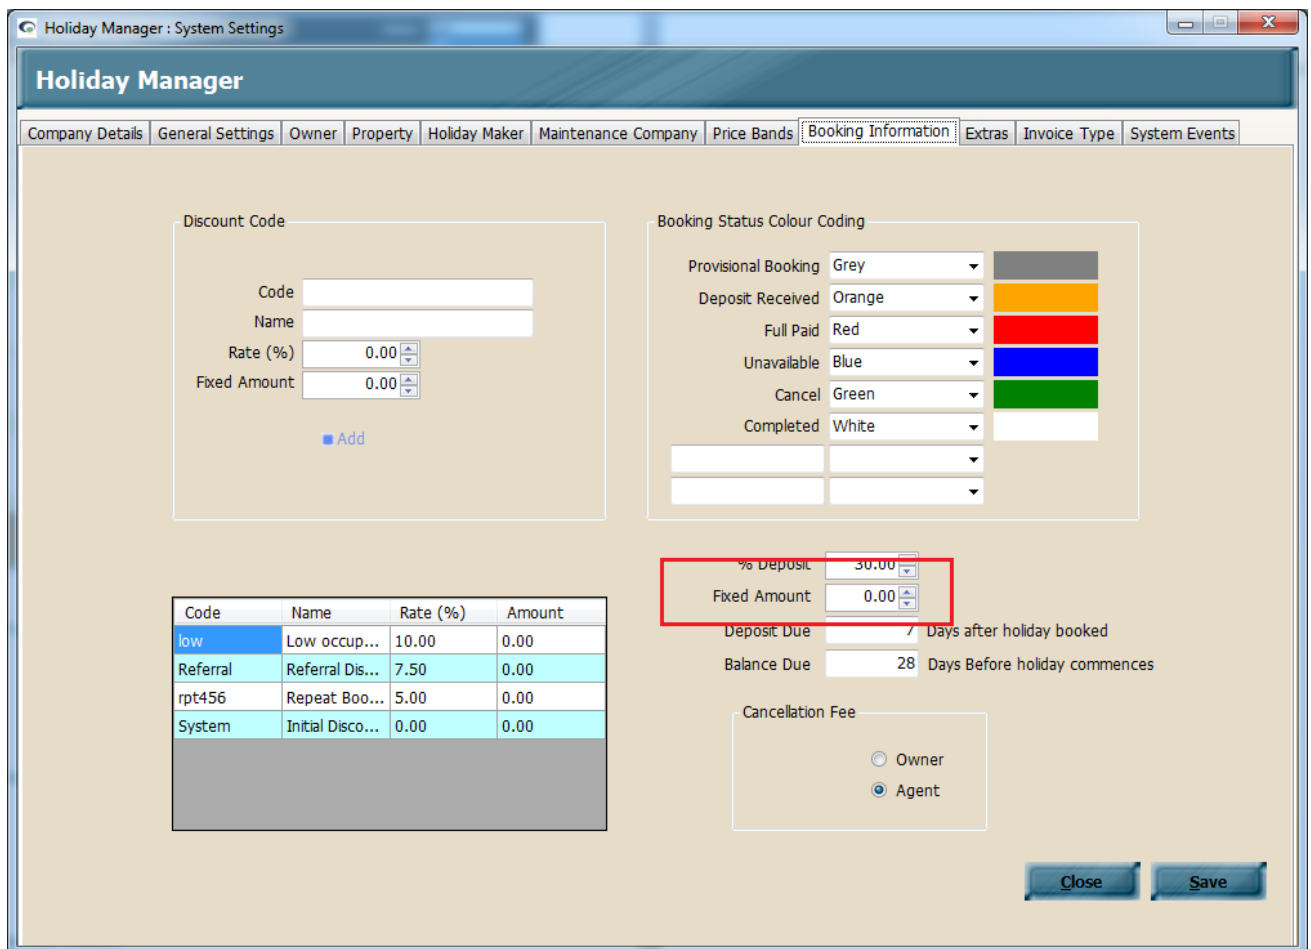 Holiday Manager : System Settings
Holiday Manager
Company Details General Settings Owner Property Holiday Maker Maintenance Company Price Bands Booking Information Extras Invoice Type System Events
Discount Code
Code
Name
Rate (%) 0.00
Fixed Amount 0.00
Add
Booking Status Colour Coding
Provisional Booking Grey
Deposit Received Orange
Full Paid Red
Unavailable Blue
Cancel Green
Completed White
Code Name Rate (%) Amount
low Low occup... 10.00 0.00
Referral Referral Dis... 7.50 0.00
rpt456 Repeat Boo... 5.00 0.00
System Initial Disco... 0.00 0.00
% Deposit 30.00
Fixed Amount 0.00
Deposit Due 7 Days after holiday booked
Balance Due 28 Days Before holiday commences
Cancellation Fee
Owner
Agent
Close Save